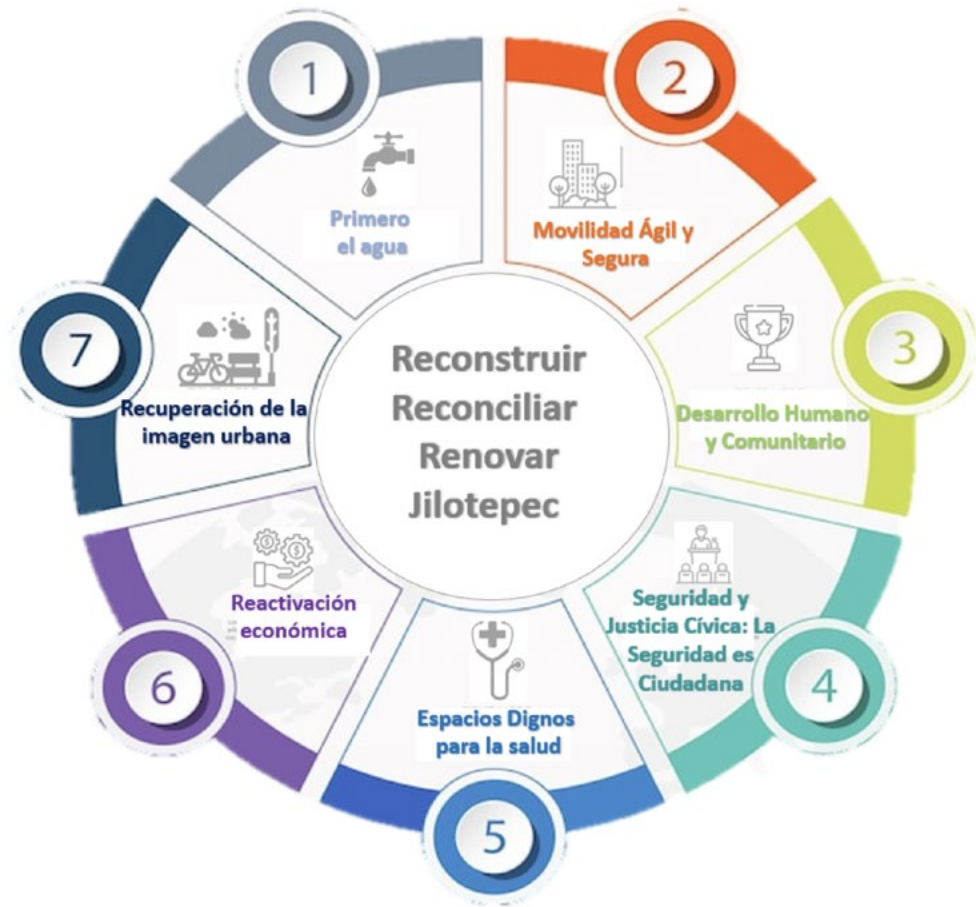 1
Primero
el agua
2
Movilidad Ágil y
Segura
3
Desarrollo Humano
y Comunitario
4
Seguridad y
Justicia Cívica: La
Seguridad es
Ciudadana
5
Espacios Dignos
para la salud
6
Reactivación
económica
7
Recuperación de la
imagen urbana
Reconstruir
Reconciliar
Renovar
Jilotepec